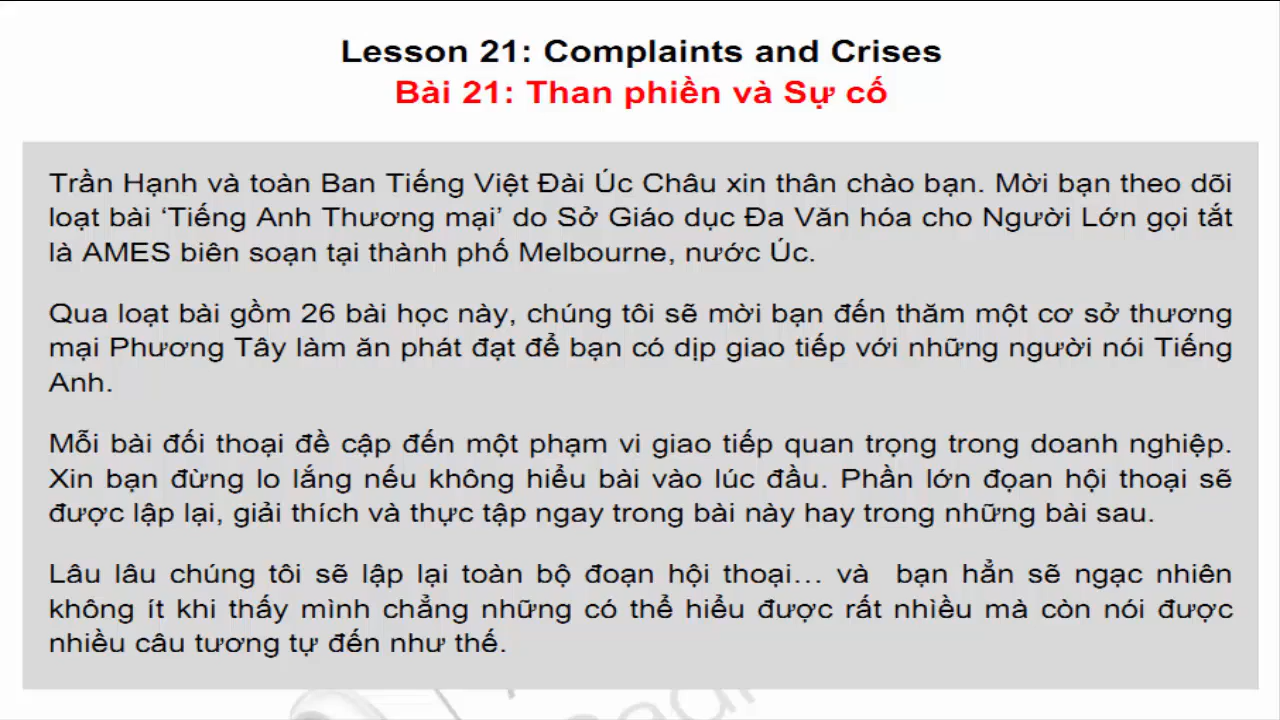 Lesson 21: Complaints and Crises
Bài 21: Than phiền và Sự cố
Trần Hạnh và toàn Ban Tiếng Việt Đài Úc Châu xin thân chào bạn. Mời bạn theo dõi
loạt bài ‘Tiếng Anh Thương mại’ do Sở Giáo dục Đa Văn hóa cho Người Lớn gọi tắt
là AMES biên soạn tại thành phố Melbourne, nước Úc.
Qua loạt bài gồm 26 bài học này, chúng tôi sẽ mời bạn đến thăm một cơ sở thương
mại Phương Tây làm ăn phát đạt để bạn có dịp giao tiếp với những người nói Tiếng
Anh.
Mỗi bài đối thoại đề cập đến một phạm vi giao tiếp quan trọng trong doanh nghiệp.
Xin bạn đừng lo lắng nếu không hiểu bài vào lúc đầu. Phần lớn đọan hội thoại sẽ
được lập lại, giải thích và thực tập ngay trong bài này hay trong những bài sau.
Lâu lâu chúng tôi sẽ lập lại toàn bộ đoạn hội thoại... và bạn hẳn sẽ ngạc nhiên
không ít khi thấy mình chẳng những có thể hiểu được rất nhìều mà còn nói được
nhiều câu tương tự đến như thế.